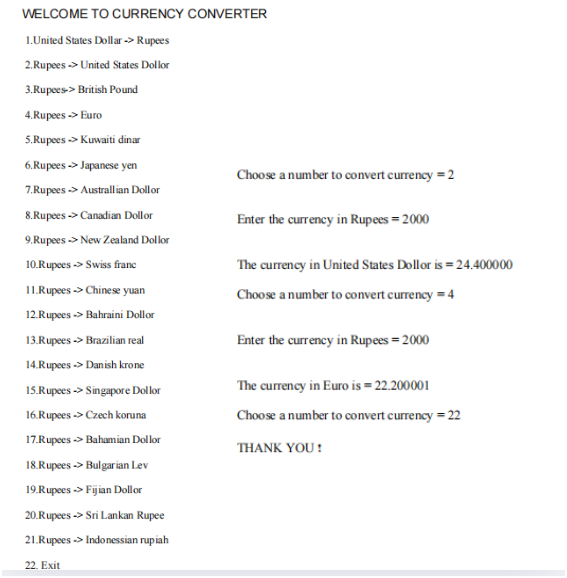 WELCOME TO CURRENCY CONVERTER
1.United States Dollar -> Rupees
2.Rupees -> United States Dollor
3.Rupees-> British Pound
4.Rupees -> Euro
5.Rupees -> Kuwaiti dinar
6.Rupees -> Japanese yen
7.Rupees -> Australlian Dollor
8.Rupees -> Canadian Dollor
9.Rupees -> New Zealand Dollor
10.Rupees -> Swiss franc
11.Rupees -> Chinese yuan
12.Rupees -> Bahraini Dollor
13.Rupees -> Brazilian real
14.Rupees -> Danish krone
15.Rupees -> Singapore Dollor
16.Rupees -> Czech koruna
17.Rupees -> Bahamian Dollor
18.Rupees -> Bulgarian Lev
19.Rupees -> Fijian Dollor
20.Rupees -> Sri Lankan Rupee
21.Rupees -> Indonessian rupiah
22. Exit
Choose a number to convert currency = 2
Enter the currency in Rupees = 2000
The currency in United States Dollor is = 24.400000
Choose a number to convert currency = 4
Enter the currency in Rupees = 2000
The currency in Euro is = 22.200001
Choose a number to convert currency = 22
THANK YOU !